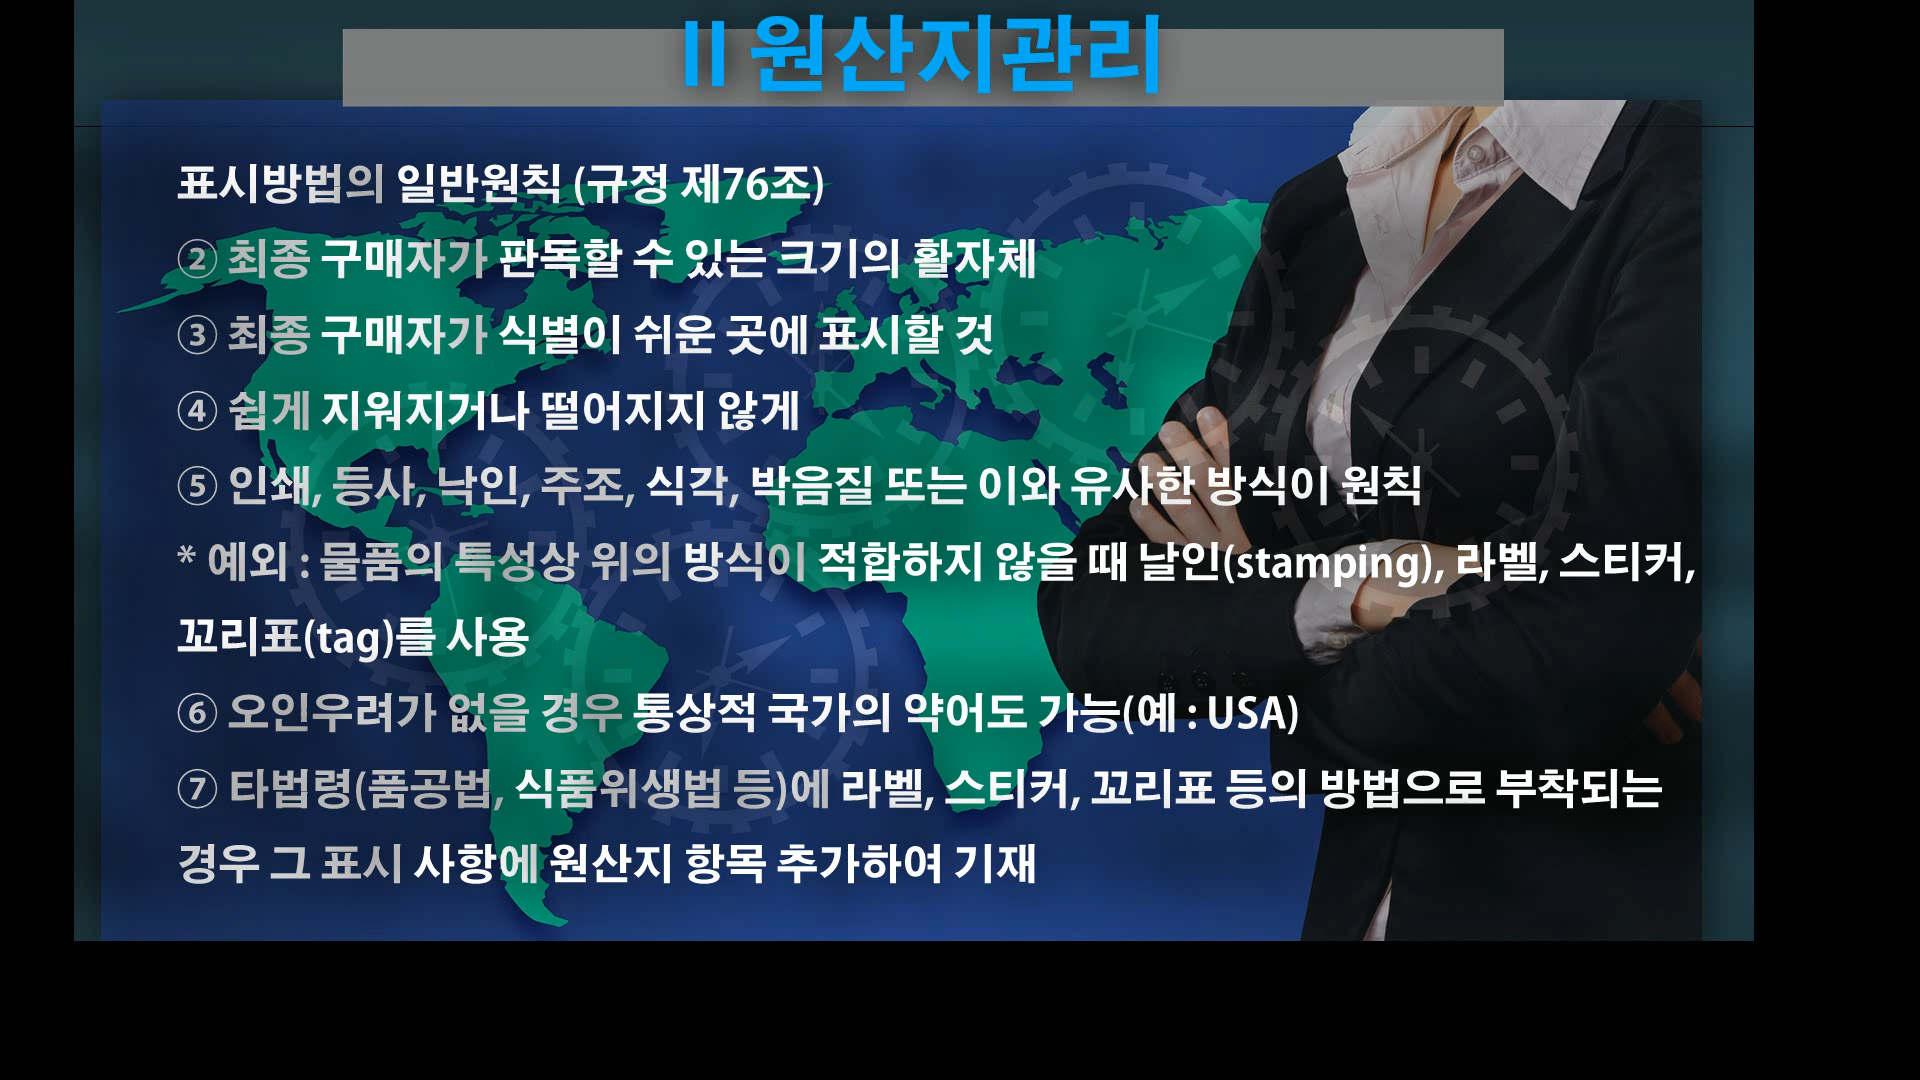 II 원산지관리
표시방법의 일반원칙 (규정 제76조)
② 최종 구매자가 판독할 수 있는 크기의 활자체
③ 최종 구매자가 식별이 쉬운 곳에 표시할 것
④ 쉽게 지워지거나 떨어지지 않게
⑤ 인쇄, 등사, 낙인, 주조, 식각, 박음질 또는 이와 유사한 방식이 원칙
* 예외 : 물품의 특성상 위의 방식이 적합하지 않을 때 날인(stamping), 라벨, 스티커,
꼬리표(tag)를 사용
⑥ 오인우려가 없을 경우 통상적 국가의 약어도 가능(예 : USA)
⑦ 타법령(품공법, 식품위생법 등)에 라벨, 스티커, 꼬리표 등의 방법으로 부착되는
경우 그 표시 사항에 원산지 항목 추가하여 기재